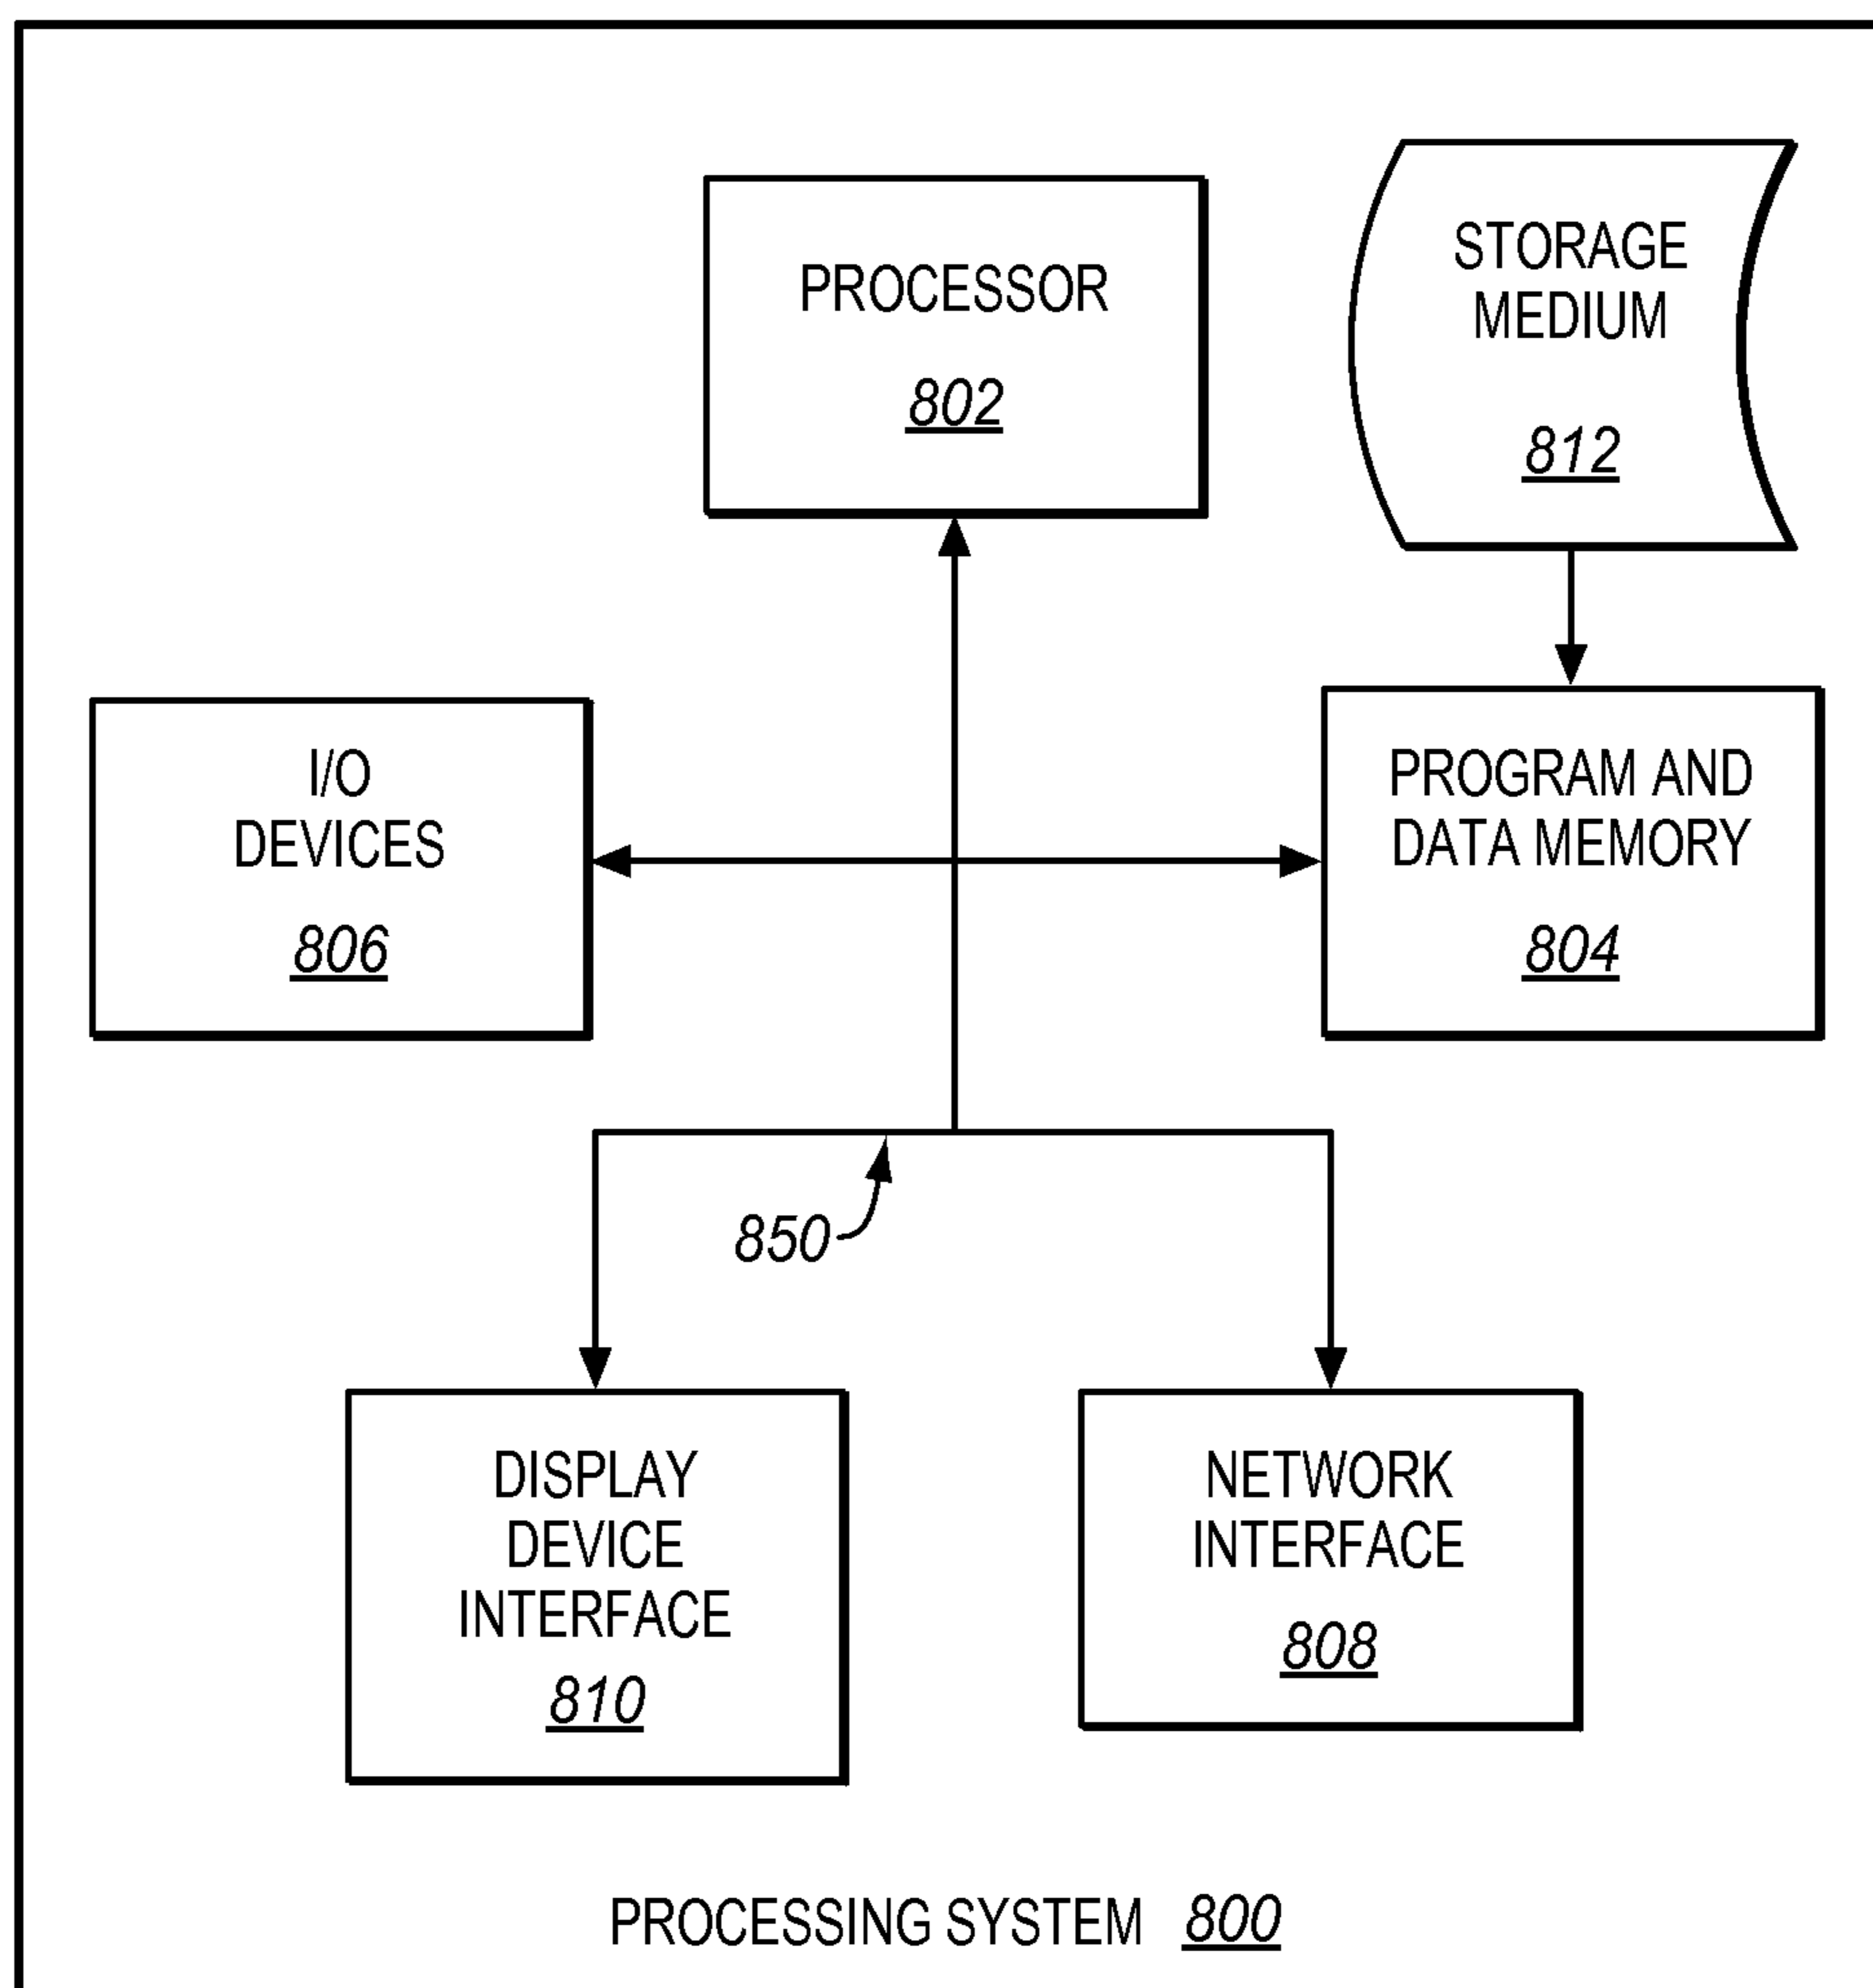 PROCESSOR
802
STORAGE
MEDIUM
812
I/O
DEVICES
806
PROGRAM AND
DATA MEMORY
804
850
DISPLAY
DEVICE
INTERFACE
810
NETWORK
INTERFACE
808
PROCESSING SYSTEM 800